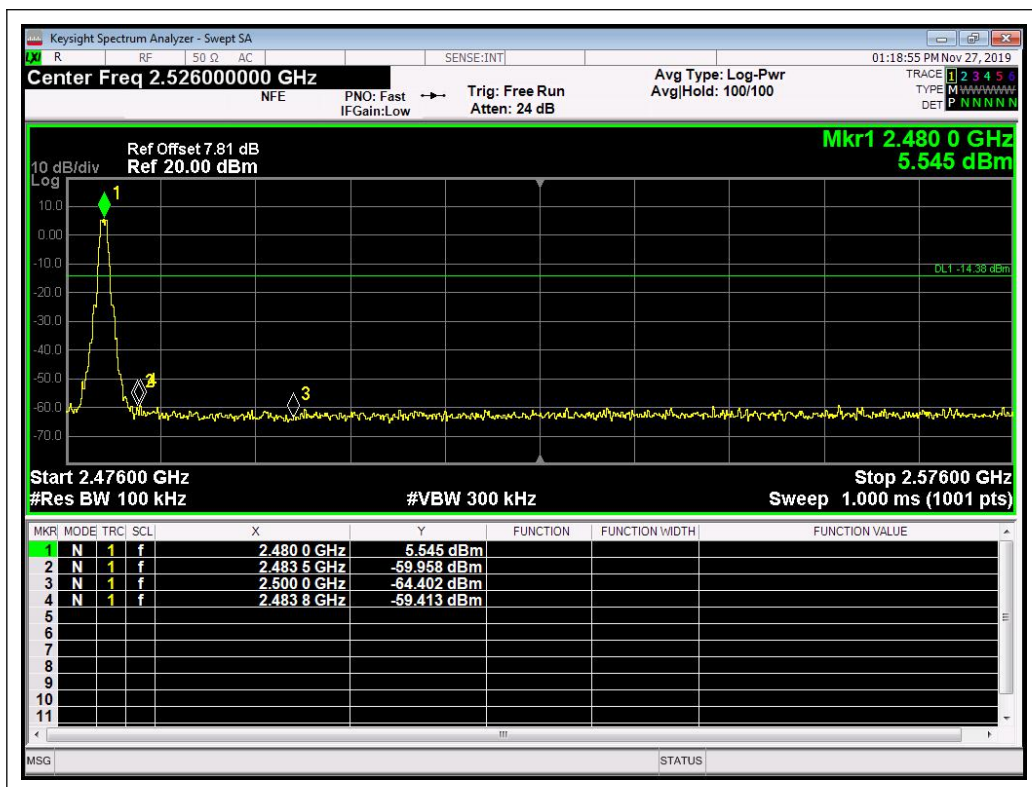 Keysight Spectrum Analyzer - Swept SA
LXI R RF 50 Ω AC SENSE:INT 01:18:55 PM Nov 27, 2019
Center Freq 2.526000000 GHz Avg Type: Log-Pwr TRACE 1 2 3 4 5 6
NFE PNO: Fast Trig: Free Run Avg|Hold: 100/100 TYPE M WWWWW
IFGain:Low Atten: 24 dB DET P N N N N N
Mkr1 2.480 0 GHz
Ref Offset 7.81 dB
10 dB/div Ref 20.00 dBm 5.545 dBm
Log
1
10.0
0.00
-10.0
DL1 -14.38 dBm
-20.0
-30.0
-40.0
-50.0
4
3
-60.0
-70.0
Start 2.47600 GHz Stop 2.57600 GHz
#Res BW 100 kHz #VBW 300 kHz Sweep 1.000 ms (1001 pts)
MKR MODE TRC SCL X Y FUNCTION FUNCTION WIDTH FUNCTION VALUE
1 N 1 f 2.480 0 GHz 5.545 dBm
2 N 1 f 2.483 5 GHz -59.958 dBm
3 N 1 f 2.500 0 GHz -64.402 dBm
4 N 1 f 2.483 8 GHz -59.413 dBm
5
6
7
8
9
10
11
MSG STATUS